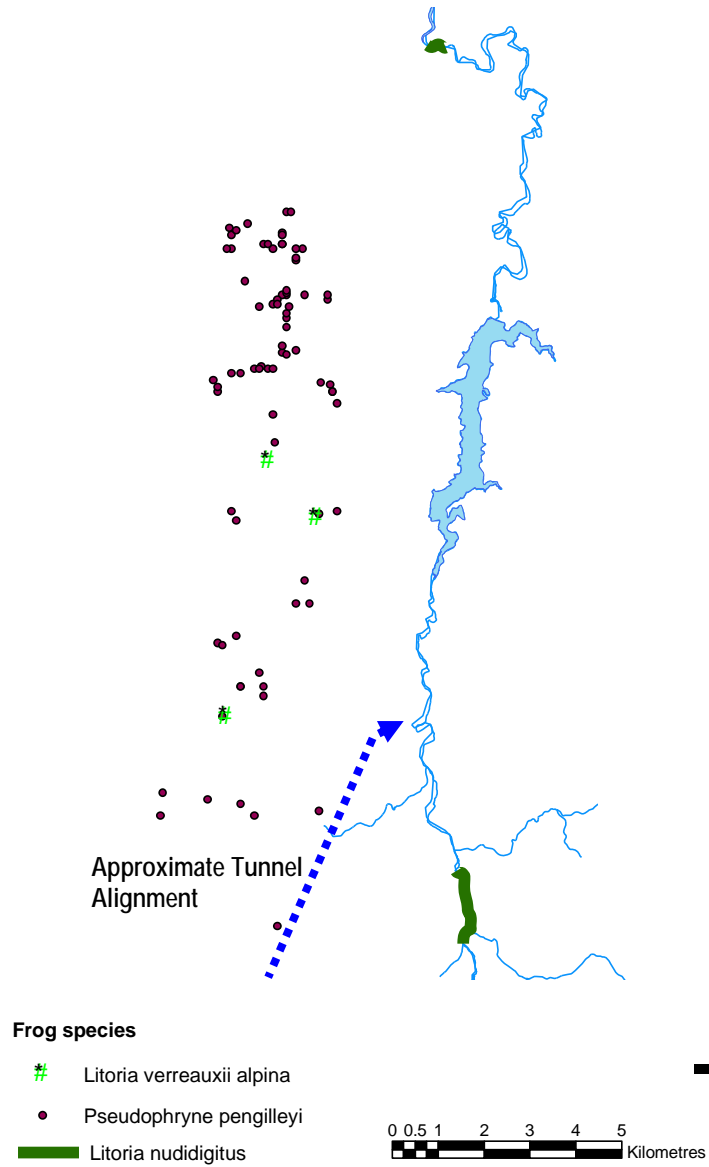 Approximate Tunnel
Alignment
Frog species
*# Litoria verreauxii alpina
Pseudophryne pengilleyi
Litoria nudidigitus
0 0.5 1 2 3 4 5
Kilometres